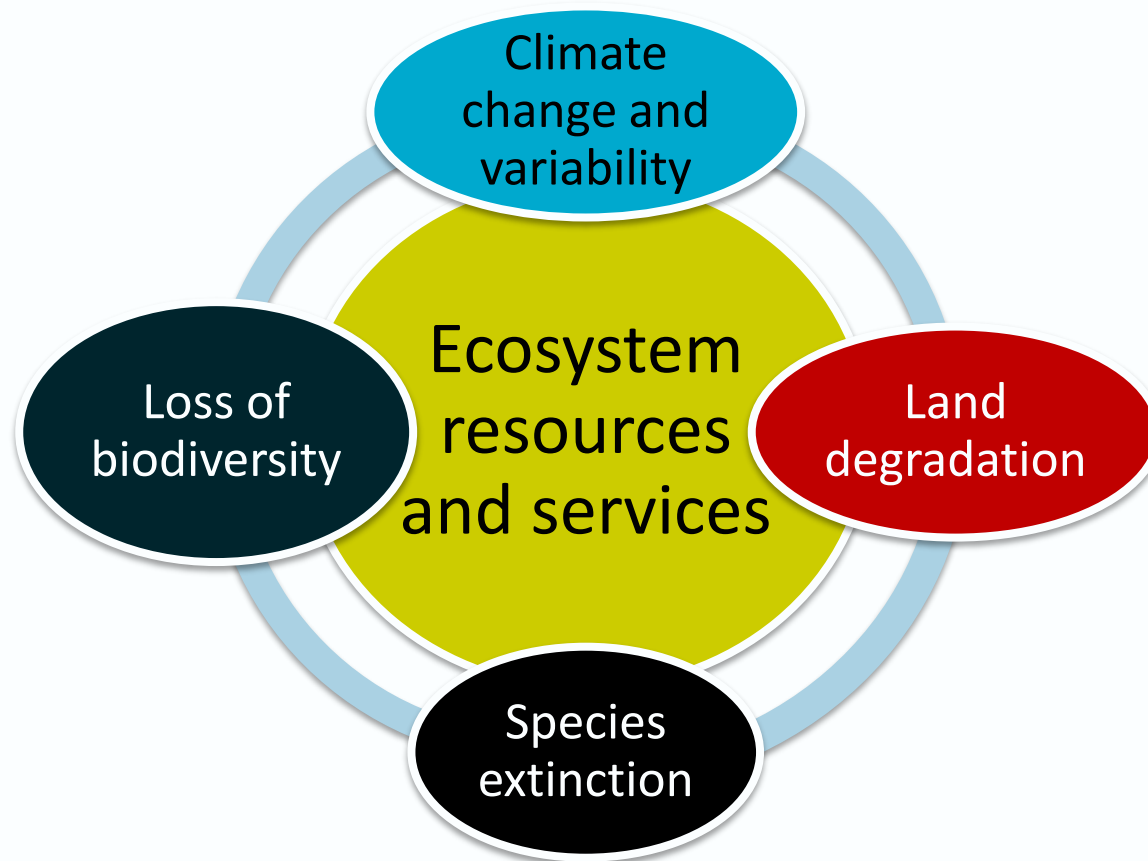 Climate
change and
variability
Ecosystem
resources
and services
Loss of
biodiversity
Land
degradation
Species
extinction